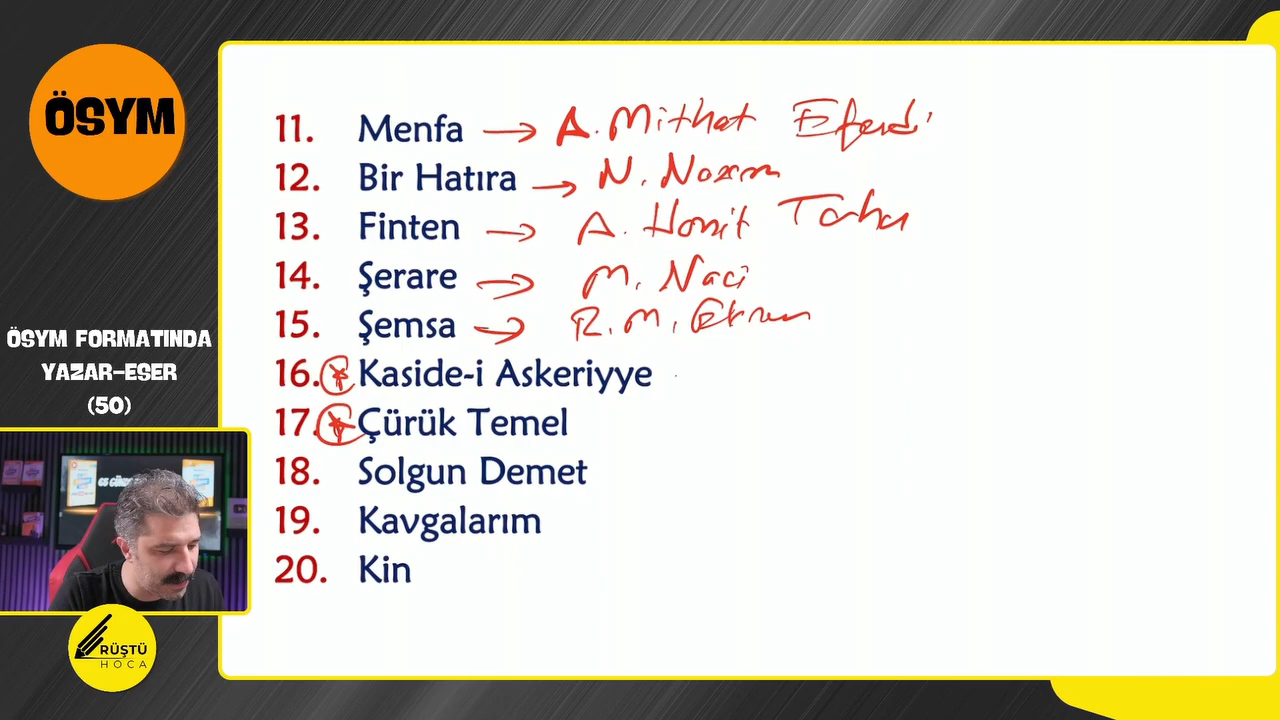 ÖSYM
11. Menfa → A. Mithat Efendi
12. Bir Hatıra → N. Nazım
13. Finten → A. Hamit Tarhan
14. Şerare → M. Naci
15. Şemsa → R. M. Ekrem
16. Kaside-i Askeriyye
17. Çürük Temel
18. Solgun Demet
19. Kavgalarım
20. Kin
ÖSYM FORMATINDA
YAZAR-ESER
(50)
RÜŞTÜ
HOCA